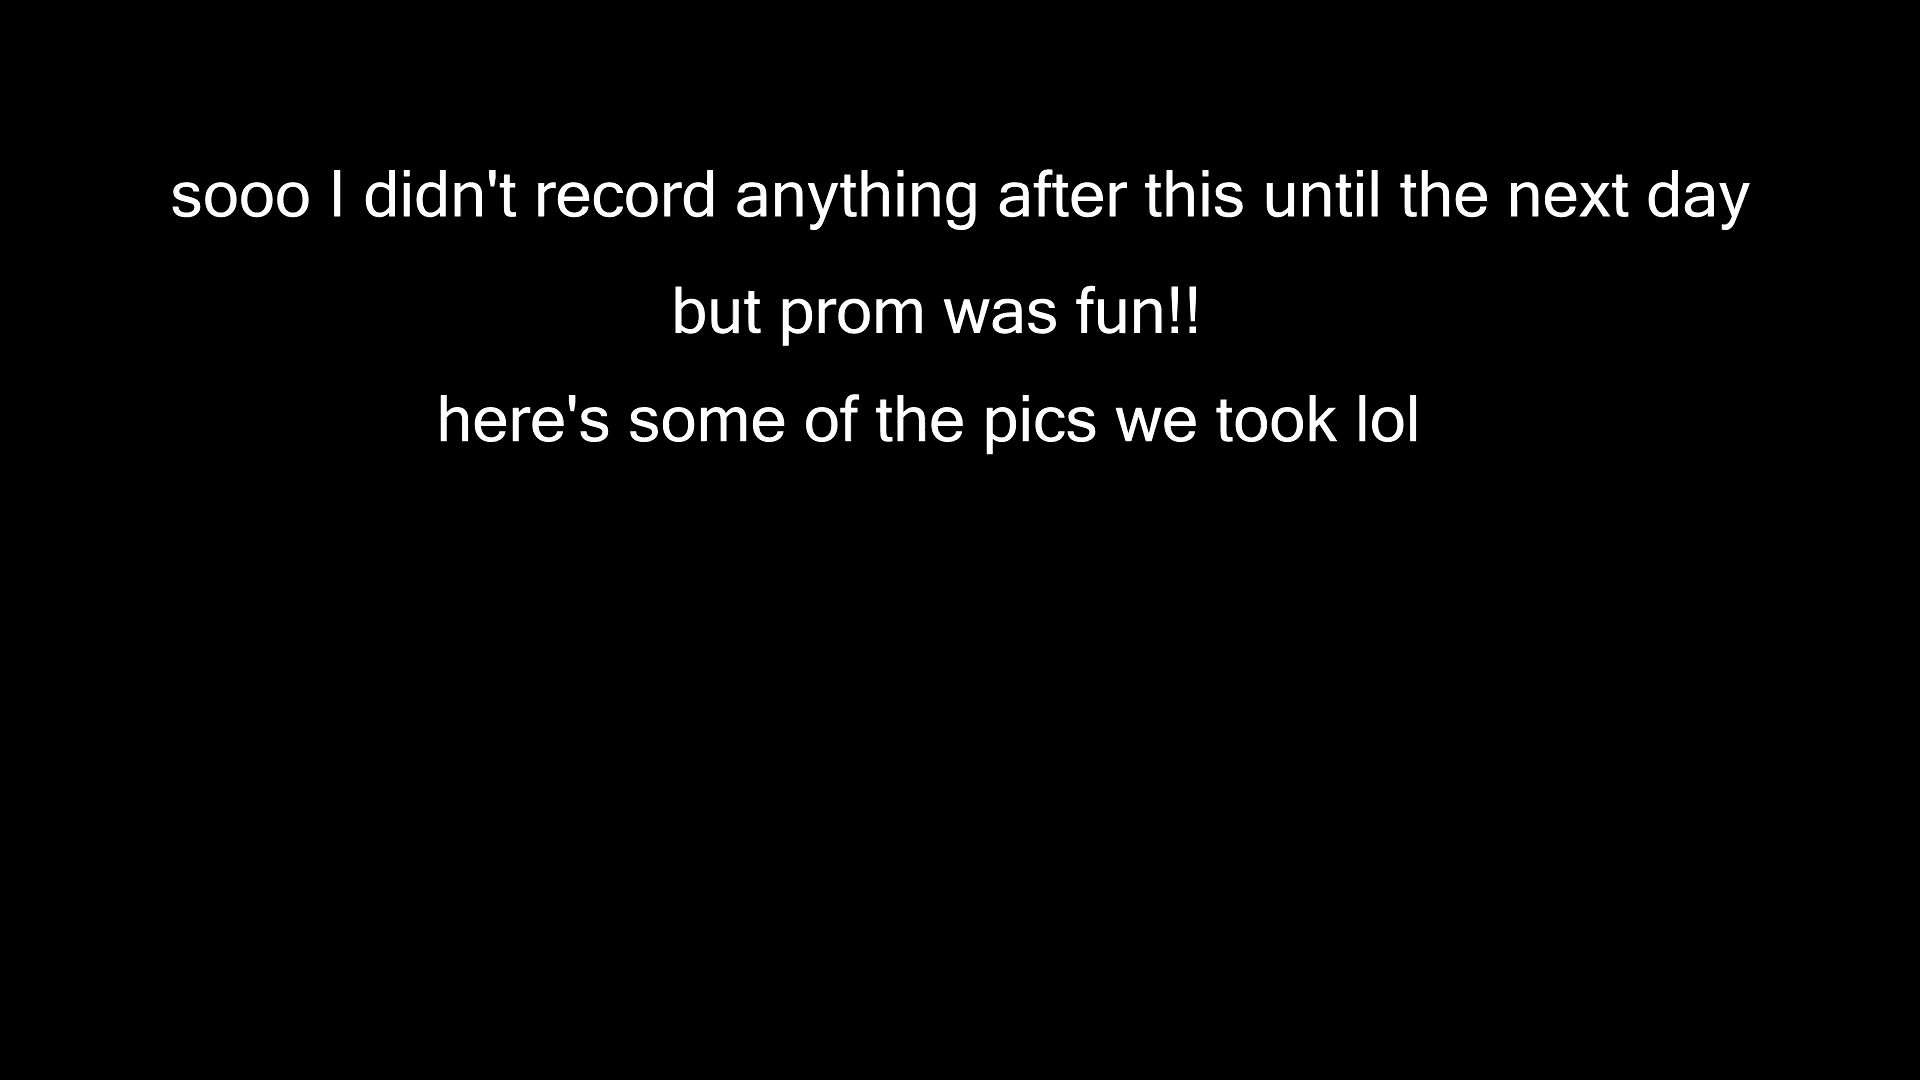 sooo I didn't record anything after this until the next day
but prom was fun!!
here's some of the pics we took lol